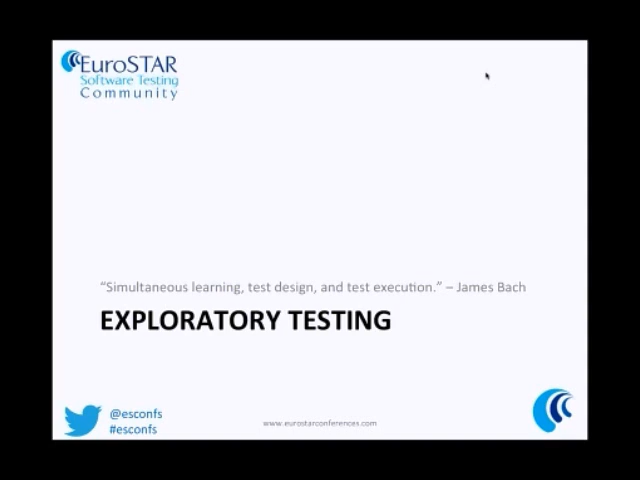 EuroSTAR
Software Testing
Community
“Simultaneous learning, test design, and test execution.” – James Bach
EXPLORATORY TESTING
@esconfs
#esconfs
www.eurostarconferences.com